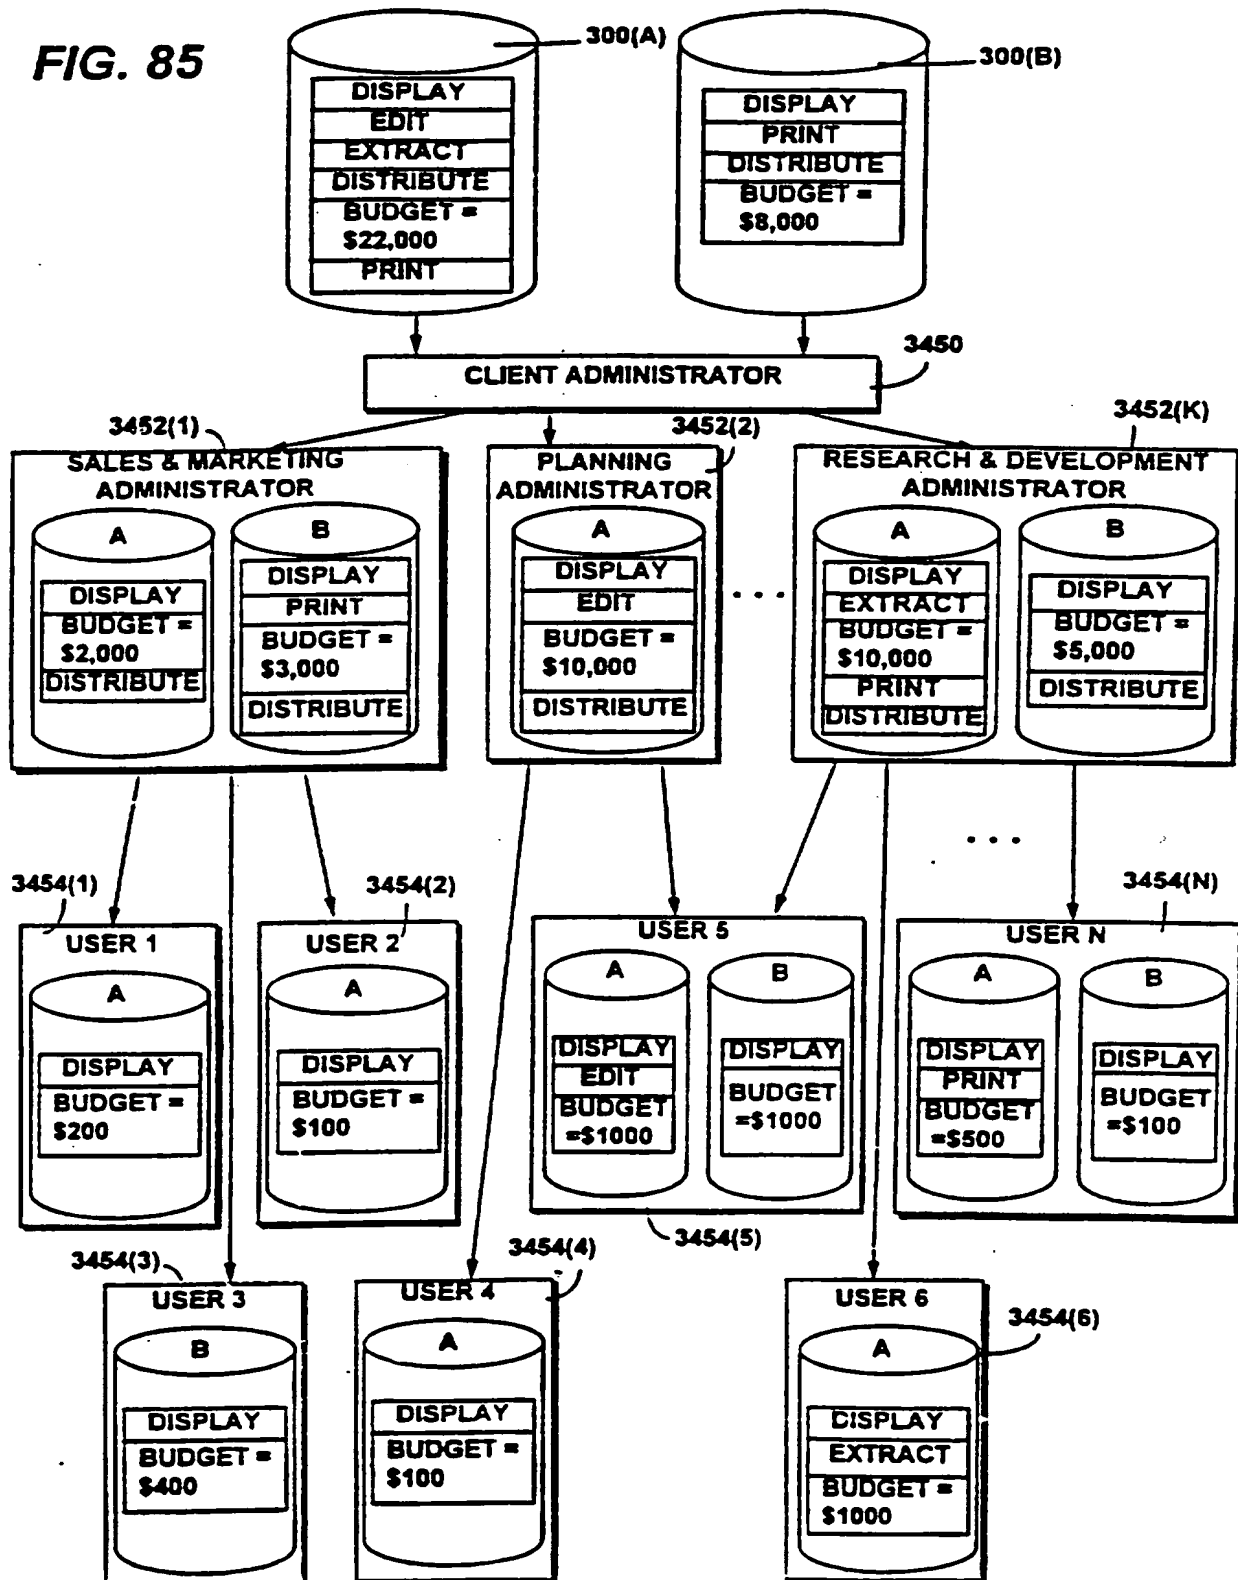 FIG. 85
300(A)
DISPLAY
EDIT
EXTRACT
DISTRIBUTE
BUDGET =
$22,000
PRINT
300(B)
DISPLAY
PRINT
DISTRIBUTE
BUDGET =
$8,000
CLIENT ADMINISTRATOR
3450
3452(1)
SALES & MARKETING
ADMINISTRATOR
A
DISPLAY
BUDGET =
$2,000
DISTRIBUTE
B
DISPLAY
PRINT
BUDGET =
$3,000
DISTRIBUTE
3452(2)
PLANNING
ADMINISTRATOR
A
DISPLAY
EDIT
BUDGET =
$10,000
DISTRIBUTE
. . .
3452(K)
RESEARCH & DEVELOPMENT
ADMINISTRATOR
A
DISPLAY
EXTRACT
BUDGET =
$10,000
PRINT
DISTRIBUTE
B
DISPLAY
BUDGET =
$5,000
DISTRIBUTE
. . .
3454(1)
USER 1
A
DISPLAY
BUDGET =
$200
3454(2)
USER 2
A
DISPLAY
BUDGET =
$100
USER 5
A
DISPLAY
EDIT
BUDGET
=$1000
B
DISPLAY
BUDGET
=$1000
3454(5)
3454(N)
USER N
A
DISPLAY
PRINT
BUDGET
=$500
B
DISPLAY
BUDGET
=$100
3454(3)
USER 3
B
DISPLAY
BUDGET =
$400
3454(4)
USER 4
A
DISPLAY
BUDGET =
$100
USER 6
3454(6)
A
DISPLAY
EXTRACT
BUDGET =
$1000